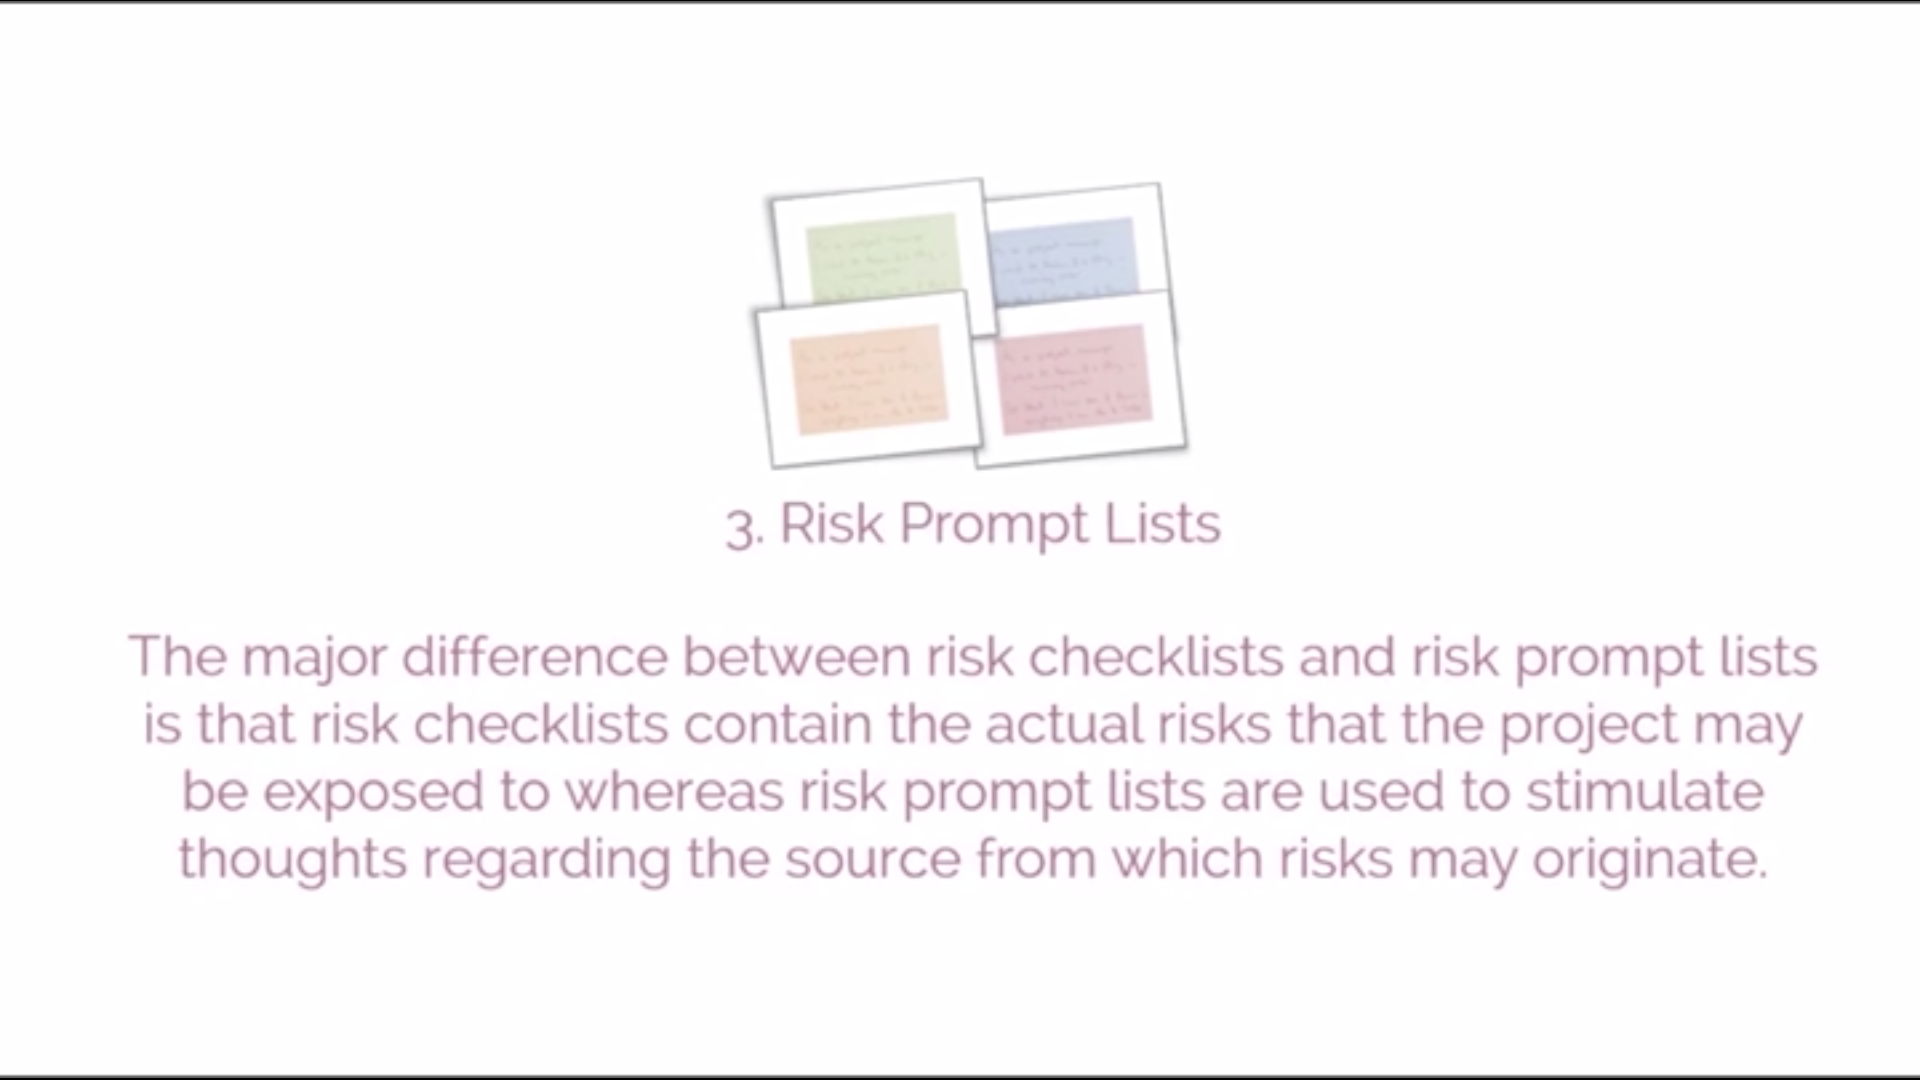 3. Risk Prompt Lists
The major difference between risk checklists and risk prompt lists
is that risk checklists contain the actual risks that the project may
be exposed to whereas risk prompt lists are used to stimulate
thoughts regarding the source from which risks may originate.